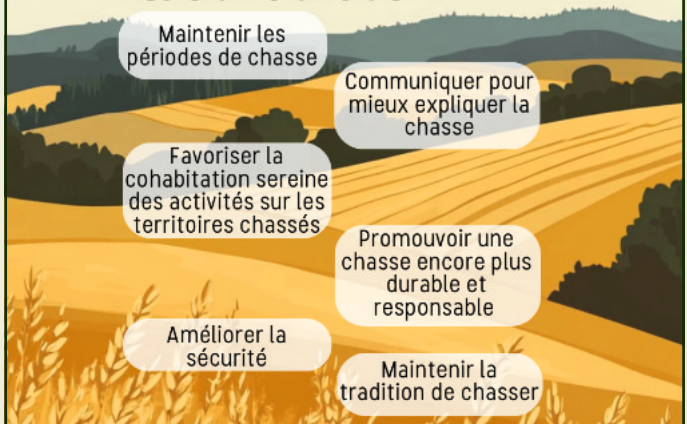 Maintenir les
périodes de chasse
Communiquer pour
mieux expliquer la
chasse
Favoriser la
cohabitation sereine
des activités sur les
territoires chassés
Promouvoir une
chasse encore plus
durable et
responsable
Améliorer la
sécurité
Maintenir la
tradition de chasser